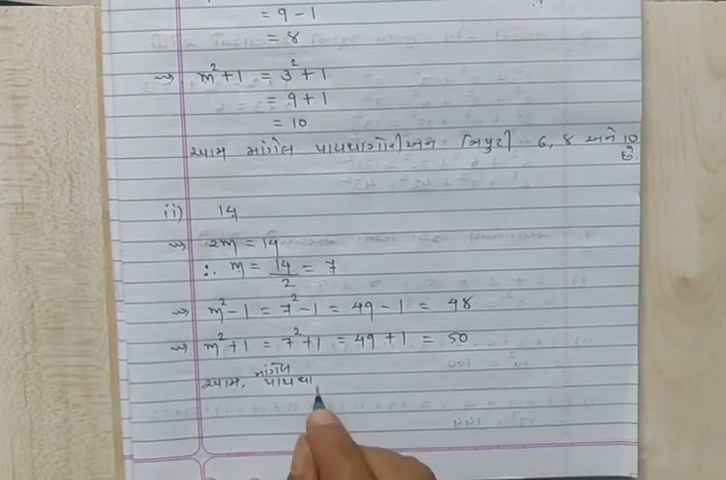 = 9 - 1
= 8
⇝ m² + 1 = 3² + 1
= 9 + 1
= 10
આમ માંગેલ પાયથાગોરીઅન ત્રિપુટી 6, 8 અને 10
છે.
ii) 14
⇝ 2m = 14
∴ m = 14/2 = 7
⇝ m² - 1 = 7² - 1 = 49 - 1 = 48
⇝ m² + 1 = 7² + 1 = 49 + 1 = 50
આમ, માંગેલ પાયથા